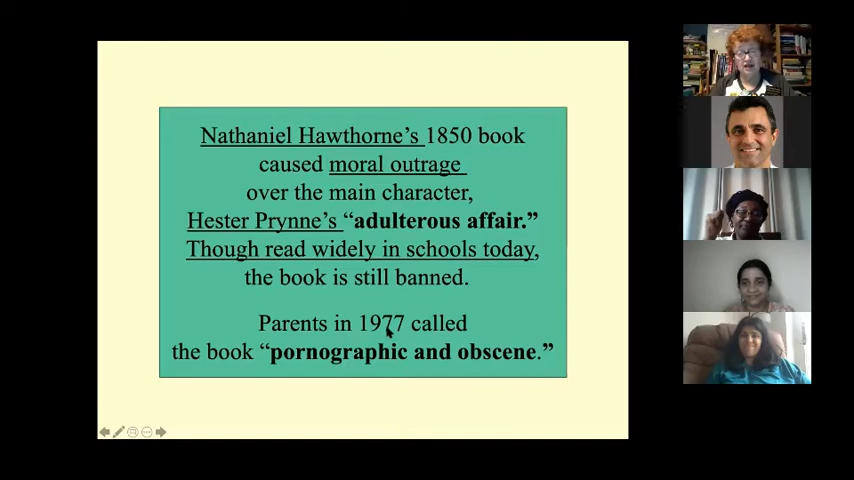 Nathaniel Hawthorne’s 1850 book
caused moral outrage
over the main character,
Hester Prynne’s “adulterous affair.”
Though read widely in schools today,
the book is still banned.
Parents in 1977 called
the book “pornographic and obscene.”